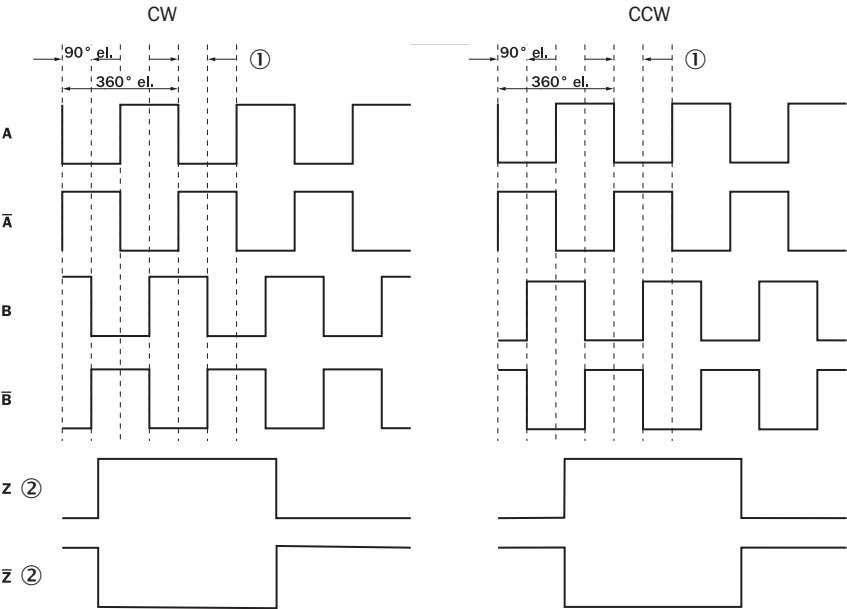 CW CCW
90° el. ① 90° el. ①
360° el. 360° el.
A
A̅
B
B̅
Z ②
Z̅ ②